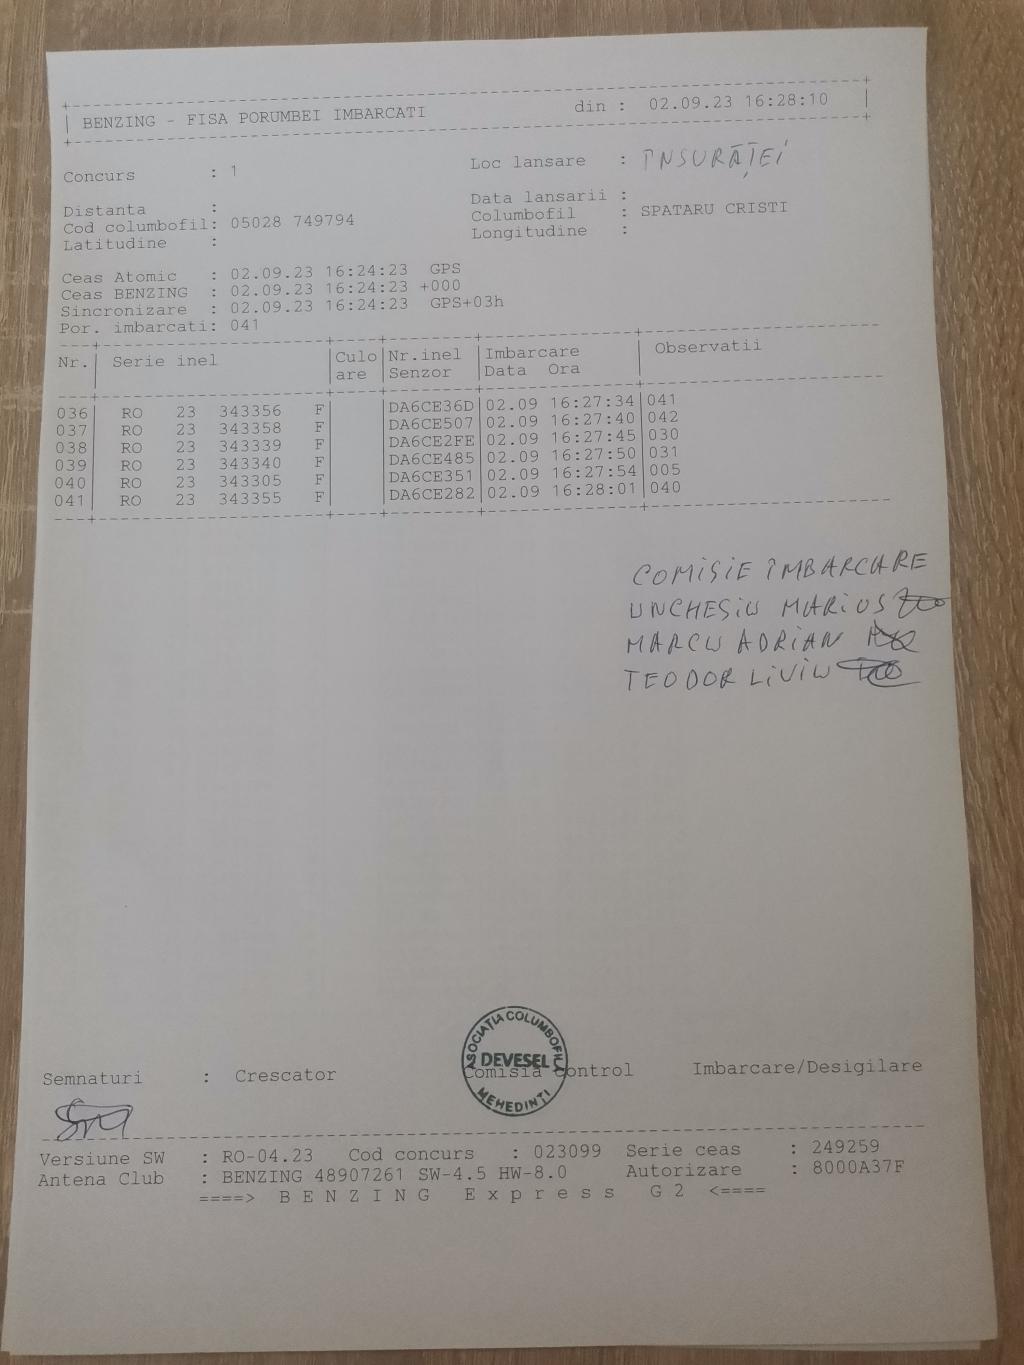 BENZING - FISA PORUMBEI IMBARCATI din : 02.09.23 16:28:10
Concurs : 1 Loc lansare : ÎNSURĂȚEI
Distanta : Data lansarii :
Cod columbofil: 05028 749794 Columbofil : SPATARU CRISTI
Latitudine : Longitudine :
Ceas Atomic : 02.09.23 16:24:23 GPS
Ceas BENZING : 02.09.23 16:24:23 +000
Sincronizare : 02.09.23 16:24:23 GPS+03h
Por. imbarcati: 041
Nr. Serie inel Culo Nr.inel Imbarcare Observatii
are Senzor Data Ora
036 RO 23 343356 F DA6CE36D 02.09 16:27:34 041
037 RO 23 343358 F DA6CE507 02.09 16:27:40 042
038 RO 23 343339 F DA6CE2FE 02.09 16:27:45 030
039 RO 23 343340 F DA6CE485 02.09 16:27:50 031
040 RO 23 343305 F DA6CE351 02.09 16:27:54 005
041 RO 23 343355 F DA6CE282 02.09 16:28:01 040
COMISIE ÎMBARCARE
UNCHESIU MARIUS
MARCU ADRIAN
TEODOR LIVIU
ASOCIAȚIA COLUMBOFILĂ
DEVESEL
MEHEDINȚI
Semnaturi : Crescator Comisia control Imbarcare/Desigilare
Versiune SW : RO-04.23 Cod concurs : 023099 Serie ceas : 249259
Antena Club : BENZING 48907261 SW-4.5 HW-8.0 Autorizare : 8000A37F
====> B E N Z I N G E x p r e s s G 2 <====